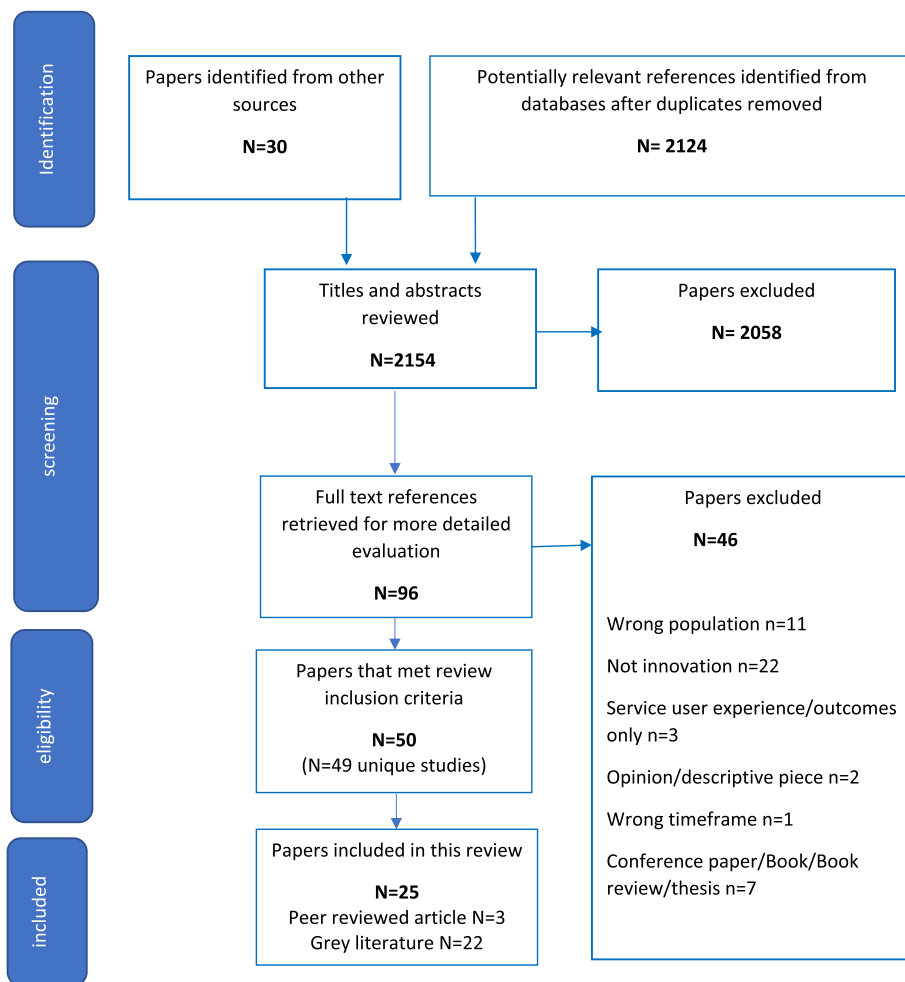 Identification
Papers identified from other
sources
N=30
Potentially relevant references identified from
databases after duplicates removed
N= 2124
screening
Titles and abstracts
reviewed
N=2154
Papers excluded
N= 2058
Full text references
retrieved for more detailed
evaluation
N=96
Papers excluded
N=46
Wrong population n=11
Not innovation n=22
Service user experience/outcomes
only n=3
Opinion/descriptive piece n=2
Wrong timeframe n=1
Conference paper/Book/Book
review/thesis n=7
eligibility
Papers that met review
inclusion criteria
N=50
(N=49 unique studies)
included
Papers included in this review
N=25
Peer reviewed article N=3
Grey literature N=22